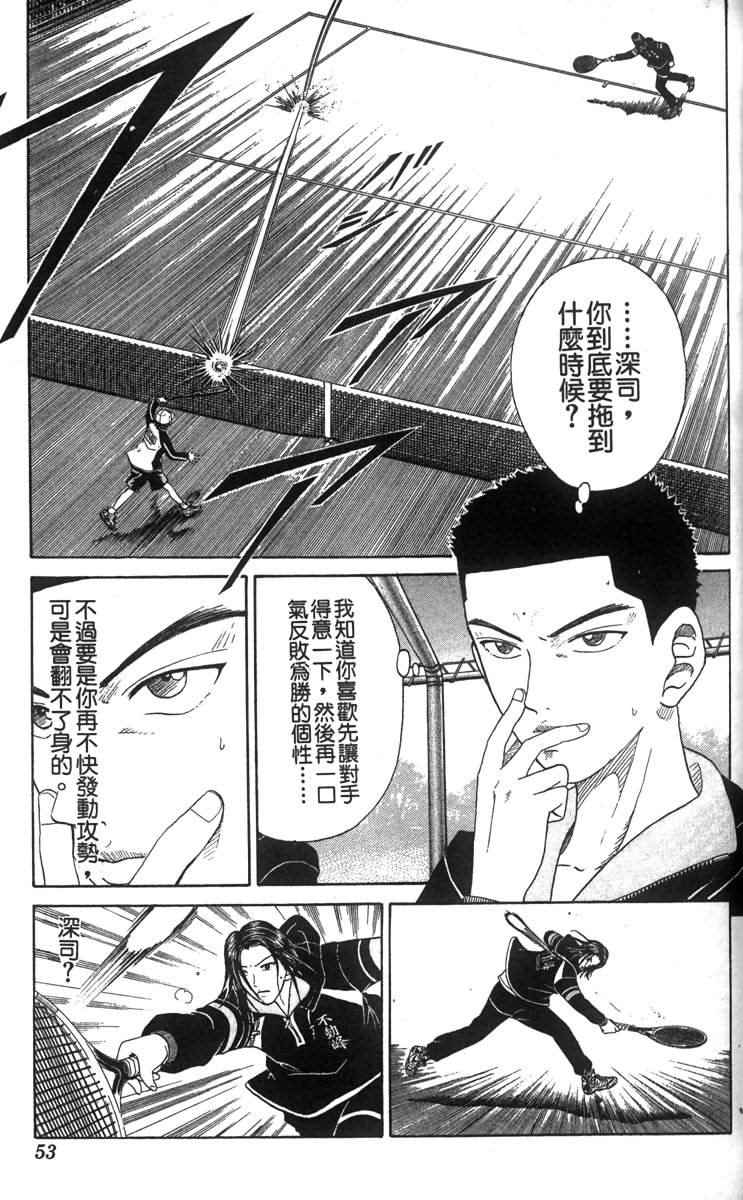 ……深司，
你到底要拖到
什麼時候？
我知道你喜歡先讓對手
得意一下，然後再一口
氣反敗為勝的個性……
不過要是你再不快發動攻勢，
可是會翻不了身的。
深司？
不動峰
53